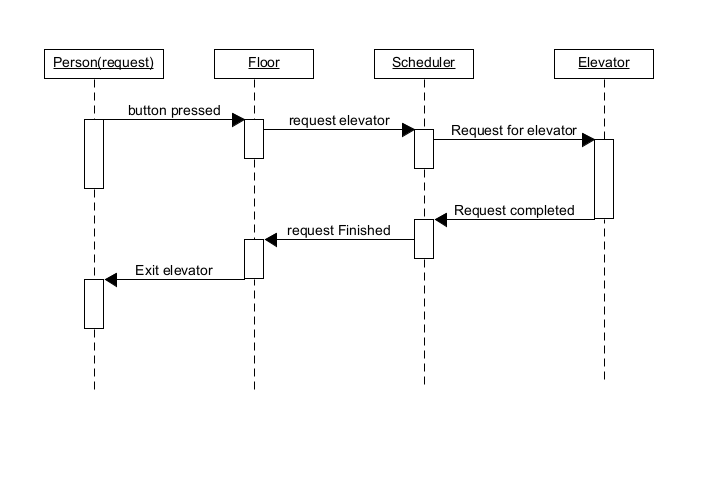 Person(request)
Floor
Scheduler
Elevator
button pressed
request elevator
Request for elevator
Request completed
request Finished
Exit elevator